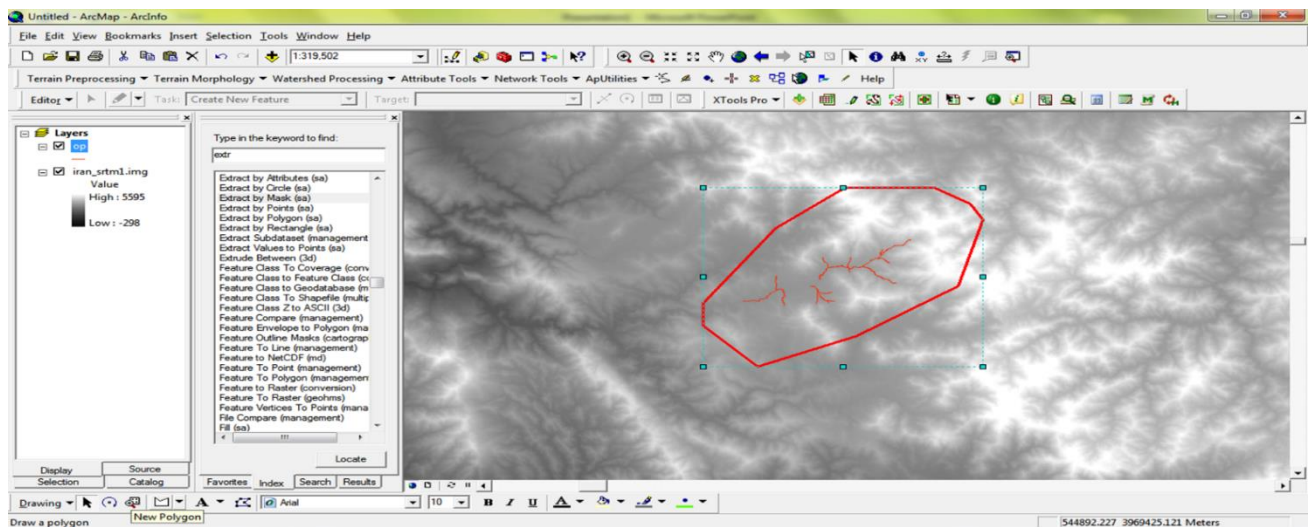 Untitled - ArcMap - ArcInfo
File Edit View Bookmarks Insert Selection Tools Window Help
1:319,502
Terrain Preprocessing Terrain Morphology Watershed Processing Attribute Tools Network Tools ApUtilities Help
Editor Task: Create New Feature Target: XTools Pro
Layers
op
iran_srtm1.img
Value
High : 5595
Low : -298
Display Source
Selection Catalog
Type in the keyword to find:
extr
Extract by Attributes (sa)
Extract by Circle (sa)
Extract by Mask (sa)
Extract by Points (sa)
Extract by Polygon (sa)
Extract by Rectangle (sa)
Extract Subdataset (management
Extract Values to Points (sa)
Extrude Between (3d)
Feature Class To Coverage (conv
Feature Class to Feature Class (co
Feature Class to Geodatabase (m
Feature Class To Shapefile (multip
Feature Class Z to ASCII (3d)
Feature Compare (management)
Feature Envelope to Polygon (ma
Feature Outline Masks (cartograp
Feature To Line (management)
Feature to NetCDF (md)
Feature To Point (management)
Feature To Polygon (managemen
Feature to Raster (conversion)
Feature To Raster (geohms)
Feature Vertices To Points (mana
File Compare (management)
Fill (sa)
Locate
Favorites Index Search Results
Drawing A Arial 10 B I U A
New Polygon
Draw a polygon
544892.227 3969425.121 Meters